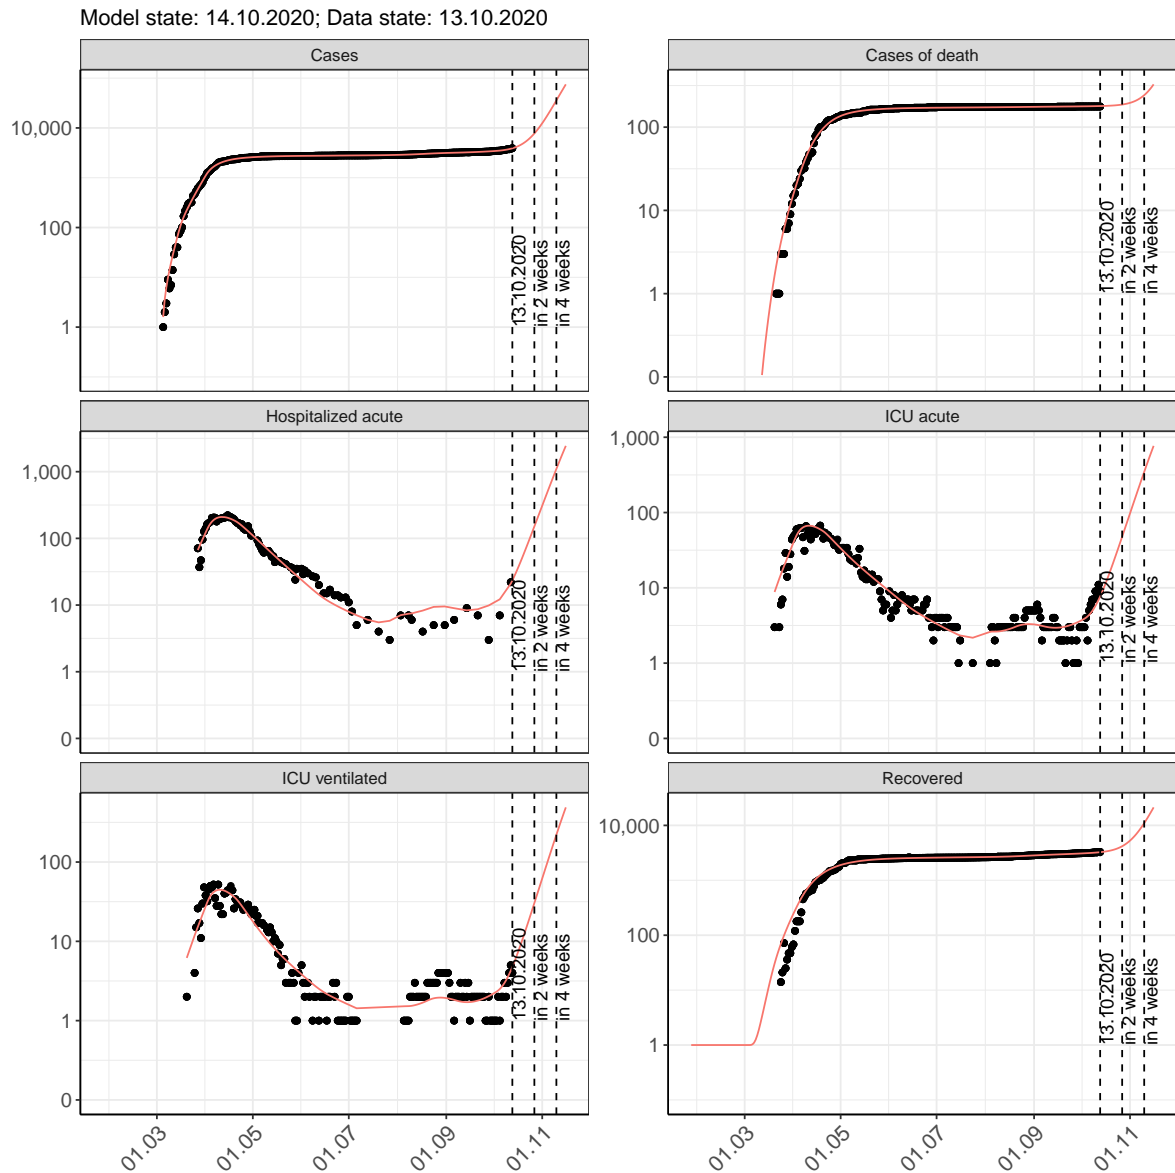 Model state: 14.10.2020; Data state: 13.10.2020
Cases
Cases of death
10,000
100
1
13.10.2020
in 2 weeks
in 4 weeks
100
10
1
0
13.10.2020
in 2 weeks
in 4 weeks
Hospitalized acute
ICU acute
1,000
100
10
1
0
13.10.2020
in 2 weeks
in 4 weeks
1,000
100
10
1
0
13.10.2020
in 2 weeks
in 4 weeks
ICU ventilated
Recovered
100
10
1
0
13.10.2020
in 2 weeks
in 4 weeks
10,000
100
1
13.10.2020
in 2 weeks
in 4 weeks
01.03
01.05
01.07
01.09
01.11
01.03
01.05
01.07
01.09
01.11